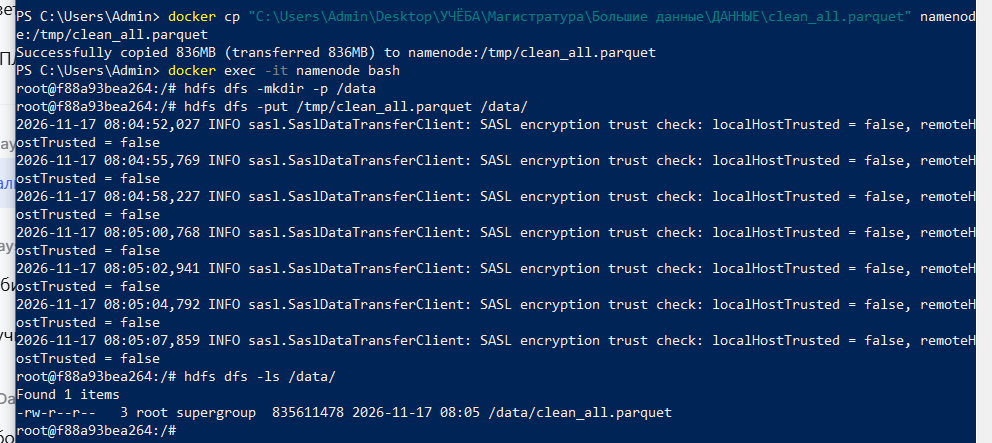 PS C:\Users\Admin> docker cp "C:\Users\Admin\Desktop\УЧЁБА\Магистратура\Большие данные\ДАННЫЕ\clean_all.parquet" namenod
e:/tmp/clean_all.parquet
Successfully copied 836MB (transferred 836MB) to namenode:/tmp/clean_all.parquet
PS C:\Users\Admin> docker exec -it namenode bash
root@f88a93bea264:/# hdfs dfs -mkdir -p /data
root@f88a93bea264:/# hdfs dfs -put /tmp/clean_all.parquet /data/
2026-11-17 08:04:52,027 INFO sasl.SaslDataTransferClient: SASL encryption trust check: localHostTrusted = false, remoteH
ostTrusted = false
2026-11-17 08:04:55,769 INFO sasl.SaslDataTransferClient: SASL encryption trust check: localHostTrusted = false, remoteH
ostTrusted = false
2026-11-17 08:04:58,227 INFO sasl.SaslDataTransferClient: SASL encryption trust check: localHostTrusted = false, remoteH
ostTrusted = false
2026-11-17 08:05:00,768 INFO sasl.SaslDataTransferClient: SASL encryption trust check: localHostTrusted = false, remoteH
ostTrusted = false
2026-11-17 08:05:02,941 INFO sasl.SaslDataTransferClient: SASL encryption trust check: localHostTrusted = false, remoteH
ostTrusted = false
2026-11-17 08:05:04,792 INFO sasl.SaslDataTransferClient: SASL encryption trust check: localHostTrusted = false, remoteH
ostTrusted = false
2026-11-17 08:05:07,859 INFO sasl.SaslDataTransferClient: SASL encryption trust check: localHostTrusted = false, remoteH
ostTrusted = false
root@f88a93bea264:/# hdfs dfs -ls /data/
Found 1 items
-rw-r--r--   3 root supergroup  835611478 2026-11-17 08:05 /data/clean_all.parquet
root@f88a93bea264:/#